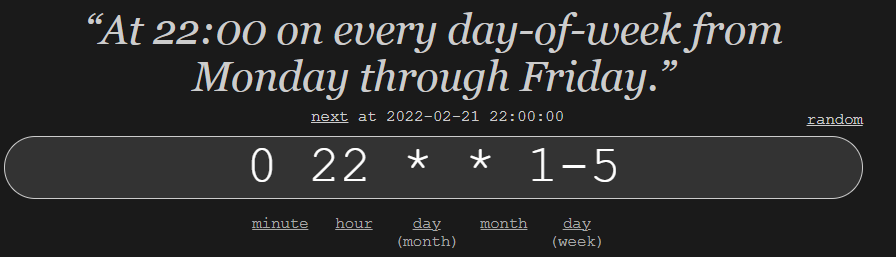 “At 22:00 on every day-of-week from
Monday through Friday.”
next at 2022-02-21 22:00:00
random
0 22 * * 1-5
minute hour day month day
(month) (week)